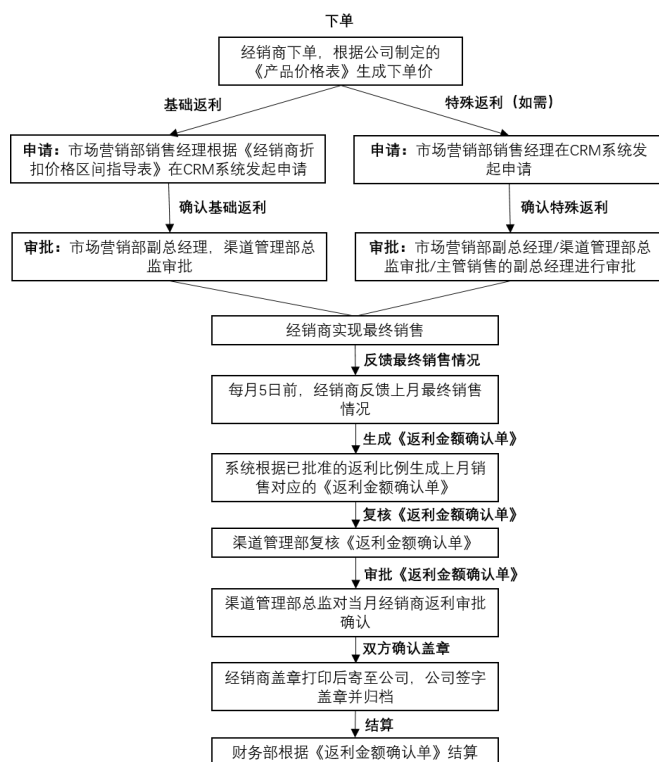 下单
经销商下单，根据公司制定的
《产品价格表》生成下单价
基础返利
特殊返利（如需）
申请：市场营销部销售经理根据《经销商折
扣价格区间指导表》在CRM系统发起申请
申请：市场营销部销售经理在CRM系统发
起申请
确认基础返利
确认特殊返利
审批：市场营销部副总经理，渠道管理部总
监审批
审批：市场营销部副总经理/渠道管理部总
监审批/主管销售的副总经理进行审批
经销商实现最终销售
反馈最终销售情况
每月5日前，经销商反馈上月最终销售
情况
生成《返利金额确认单》
系统根据已批准的返利比例生成上月销
售对应的《返利金额确认单》
复核《返利金额确认单》
渠道管理部复核《返利金额确认单》
审批《返利金额确认单》
渠道管理部总监对当月经销商返利审批
确认
双方确认盖章
经销商盖章打印后寄至公司，公司签字
盖章并归档
结算
财务部根据《返利金额确认单》结算